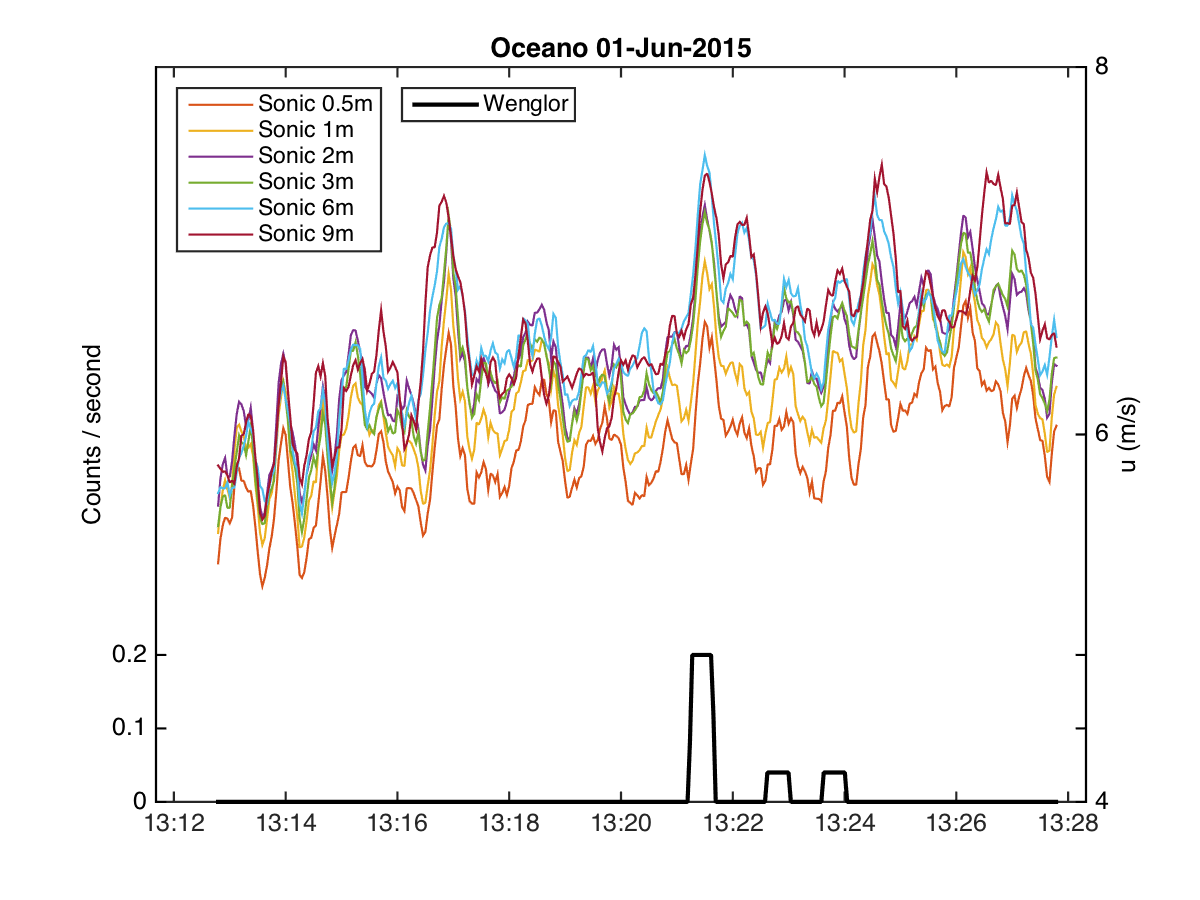 Oceano 01-Jun-2015
8
Sonic 0.5m
Wenglor
Sonic 1m
Sonic 2m
Sonic 3m
Sonic 6m
Sonic 9m
Counts / second
6
u (m/s)
0.2
0.1
0
4
13:12 13:14 13:16 13:18 13:20 13:22 13:24 13:26 13:28